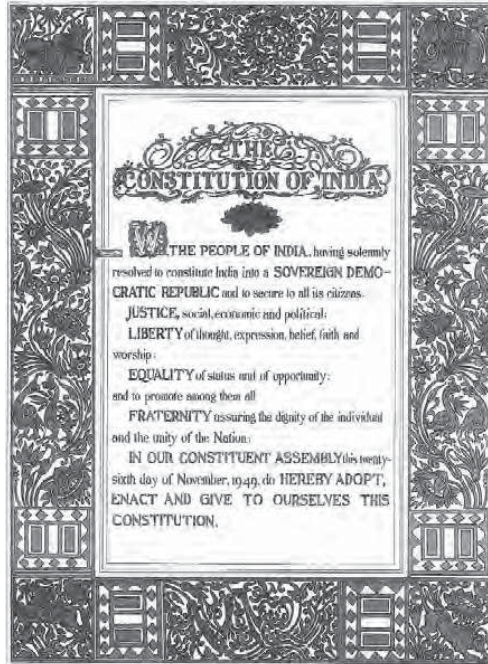 THE
CONSTITUTION OF INDIA
WE, THE PEOPLE OF INDIA, having solemnly
resolved to constitute India into a SOVEREIGN DEMO-
CRATIC REPUBLIC and to secure to all its citizens:
JUSTICE, social, economic and political;
LIBERTY of thought, expression, belief, faith and
worship;
EQUALITY of status and of opportunity;
and to promote among them all
FRATERNITY assuring the dignity of the individual
and the unity of the Nation;
IN OUR CONSTITUENT ASSEMBLY this twenty-
sixth day of November, 1949, do HEREBY ADOPT,
ENACT AND GIVE TO OURSELVES THIS
CONSTITUTION.